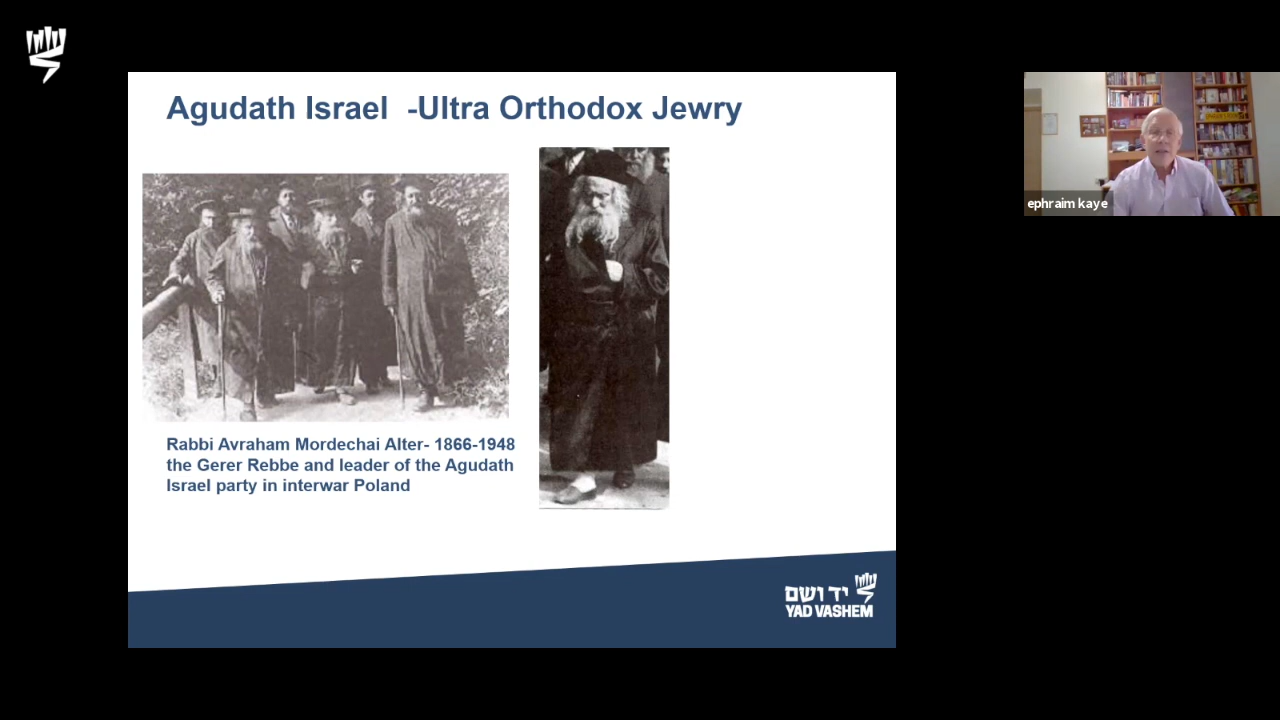 Agudath Israel -Ultra Orthodox Jewry
Rabbi Avraham Mordechai Alter- 1866-1948
the Gerer Rebbe and leader of the Agudath
Israel party in interwar Poland
יד ושם
YAD VASHEM
ephraim kaye